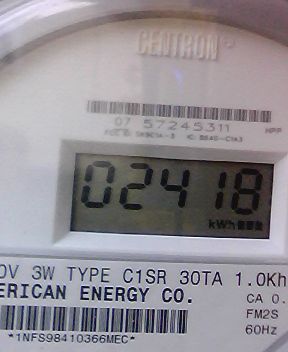 CENTRON
07 57245311
HPP
02418
kWh
0V 3W TYPE C1SR 30TA 1.0Kh
ERICAN ENERGY CO.
CA 0.
FM2S
60Hz
*1NFS98410366MEC*